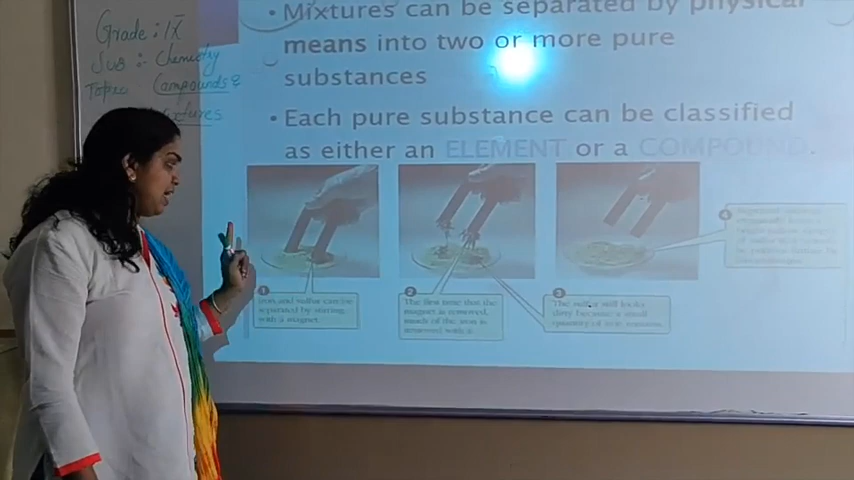 Grade : IX
Sub : Chemistry
Topic Compounds &
Mixtures
• Mixtures can be separated by physical
means into two or more pure
substances
• Each pure substance can be classified
as either an ELEMENT or a COMPOUND.
1
Iron and sulfur can be
separated by stirring
with a magnet.
2
The first time that the
magnet is removed,
much of the iron is
removed with it.
3
The sulfur still looks
dirty because a small
quantity of iron remains.
4